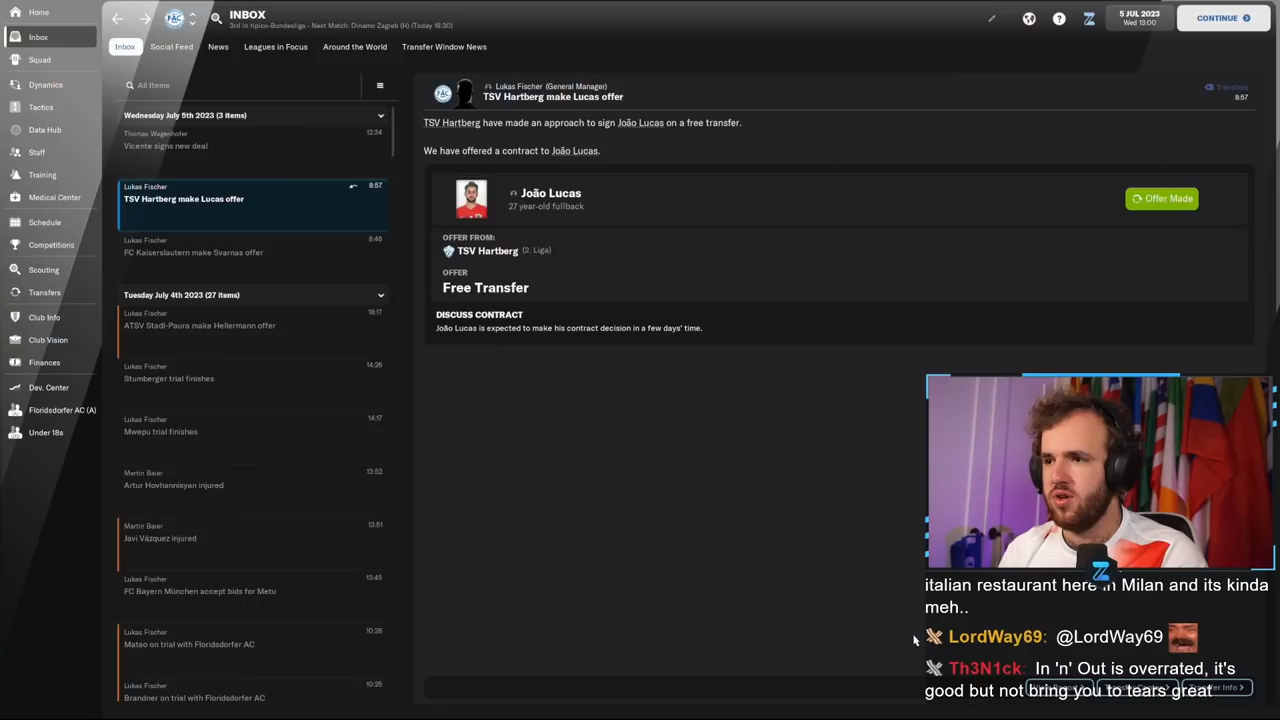 INBOX
3rd in tipico-Bundesliga - Next Match: Dinamo Zagreb (H) (Today 18:30)
5 JUL 2023
Wed 13:00
CONTINUE
Home
Inbox
Squad
Dynamics
Tactics
Data Hub
Staff
Training
Medical Center
Schedule
Competitions
Scouting
Transfers
Club Info
Club Vision
Finances
Dev. Center
Floridsdorfer AC (A)
Under 18s
Inbox
Social Feed
News
Leagues in Focus
Around the World
Transfer Window News
All Items
Wednesday July 5th 2023 (3 items)
Thomas Wagenhofer
12:34
Vicente signs new deal
Lukas Fischer
8:57
TSV Hartberg make Lucas offer
Lukas Fischer
8:46
FC Kaiserslautern make Svarnas offer
Tuesday July 4th 2023 (27 items)
Lukas Fischer
18:17
ATSV Stadl-Paura make Hellermann offer
Lukas Fischer
14:26
Stumberger trial finishes
Lukas Fischer
14:17
Mwepu trial finishes
Martin Baier
13:52
Artur Hovhannisyan injured
Martin Baier
13:51
Javi Vázquez injured
Lukas Fischer
13:45
FC Bayern München accept bids for Metu
Lukas Fischer
10:28
Mateo on trial with Floridsdorfer AC
Lukas Fischer
10:25
Brandner on trial with Floridsdorfer AC
Lukas Fischer (General Manager)
TSV Hartberg make Lucas offer
Transfers
8:57
TSV Hartberg have made an approach to sign João Lucas on a free transfer.
We have offered a contract to João Lucas.
João Lucas
27 year-old fullback
Offer Made
OFFER FROM:
TSV Hartberg (2. Liga)
OFFER
Free Transfer
DISCUSS CONTRACT
João Lucas is expected to make his contract decision in a few days' time.
italian restaurant here in Milan and its kinda
meh..
LordWay69: @LordWay69
Th3N1ck: In 'n' Out is overrated, it's
good but not bring you to tears great